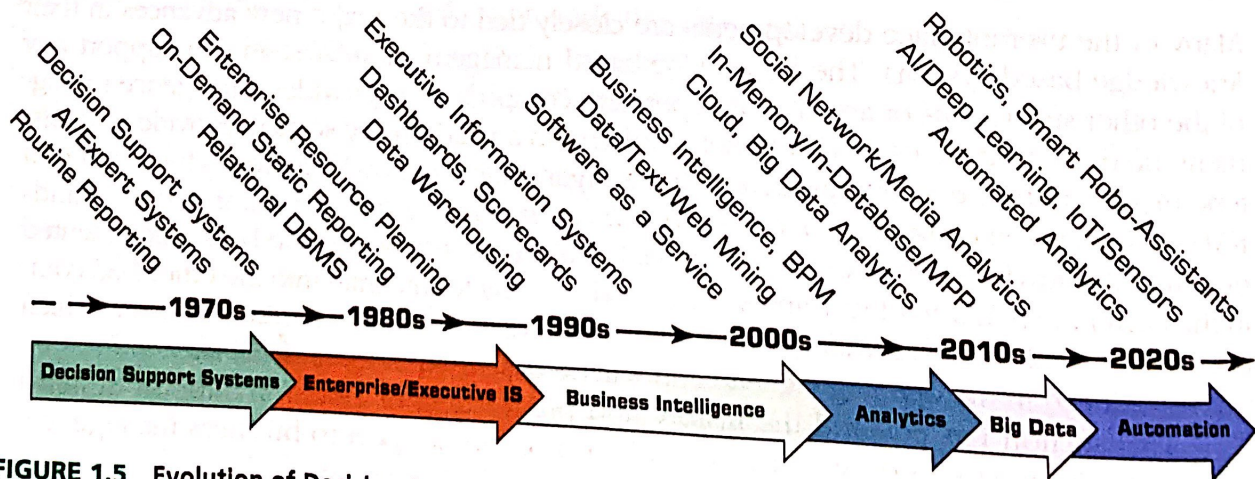 Routine Reporting
AI/Expert Systems
Decision Support Systems
Relational DBMS
On-Demand Static Reporting
Enterprise Resource Planning
Data Warehousing
Dashboards, Scorecards
Executive Information Systems
Software as a Service
Data/Text/Web Mining
Business Intelligence, BPM
Cloud, Big Data Analytics
In-Memory/In-Database/MPP
Social Network/Media Analytics
Automated Analytics
AI/Deep Learning, IoT/Sensors
Robotics, Smart Robo-Assistants
1970s 1980s 1990s 2000s 2010s 2020s
Decision Support Systems Enterprise/Executive IS Business Intelligence Analytics Big Data Automation
FIGURE 1.5 Evolution of